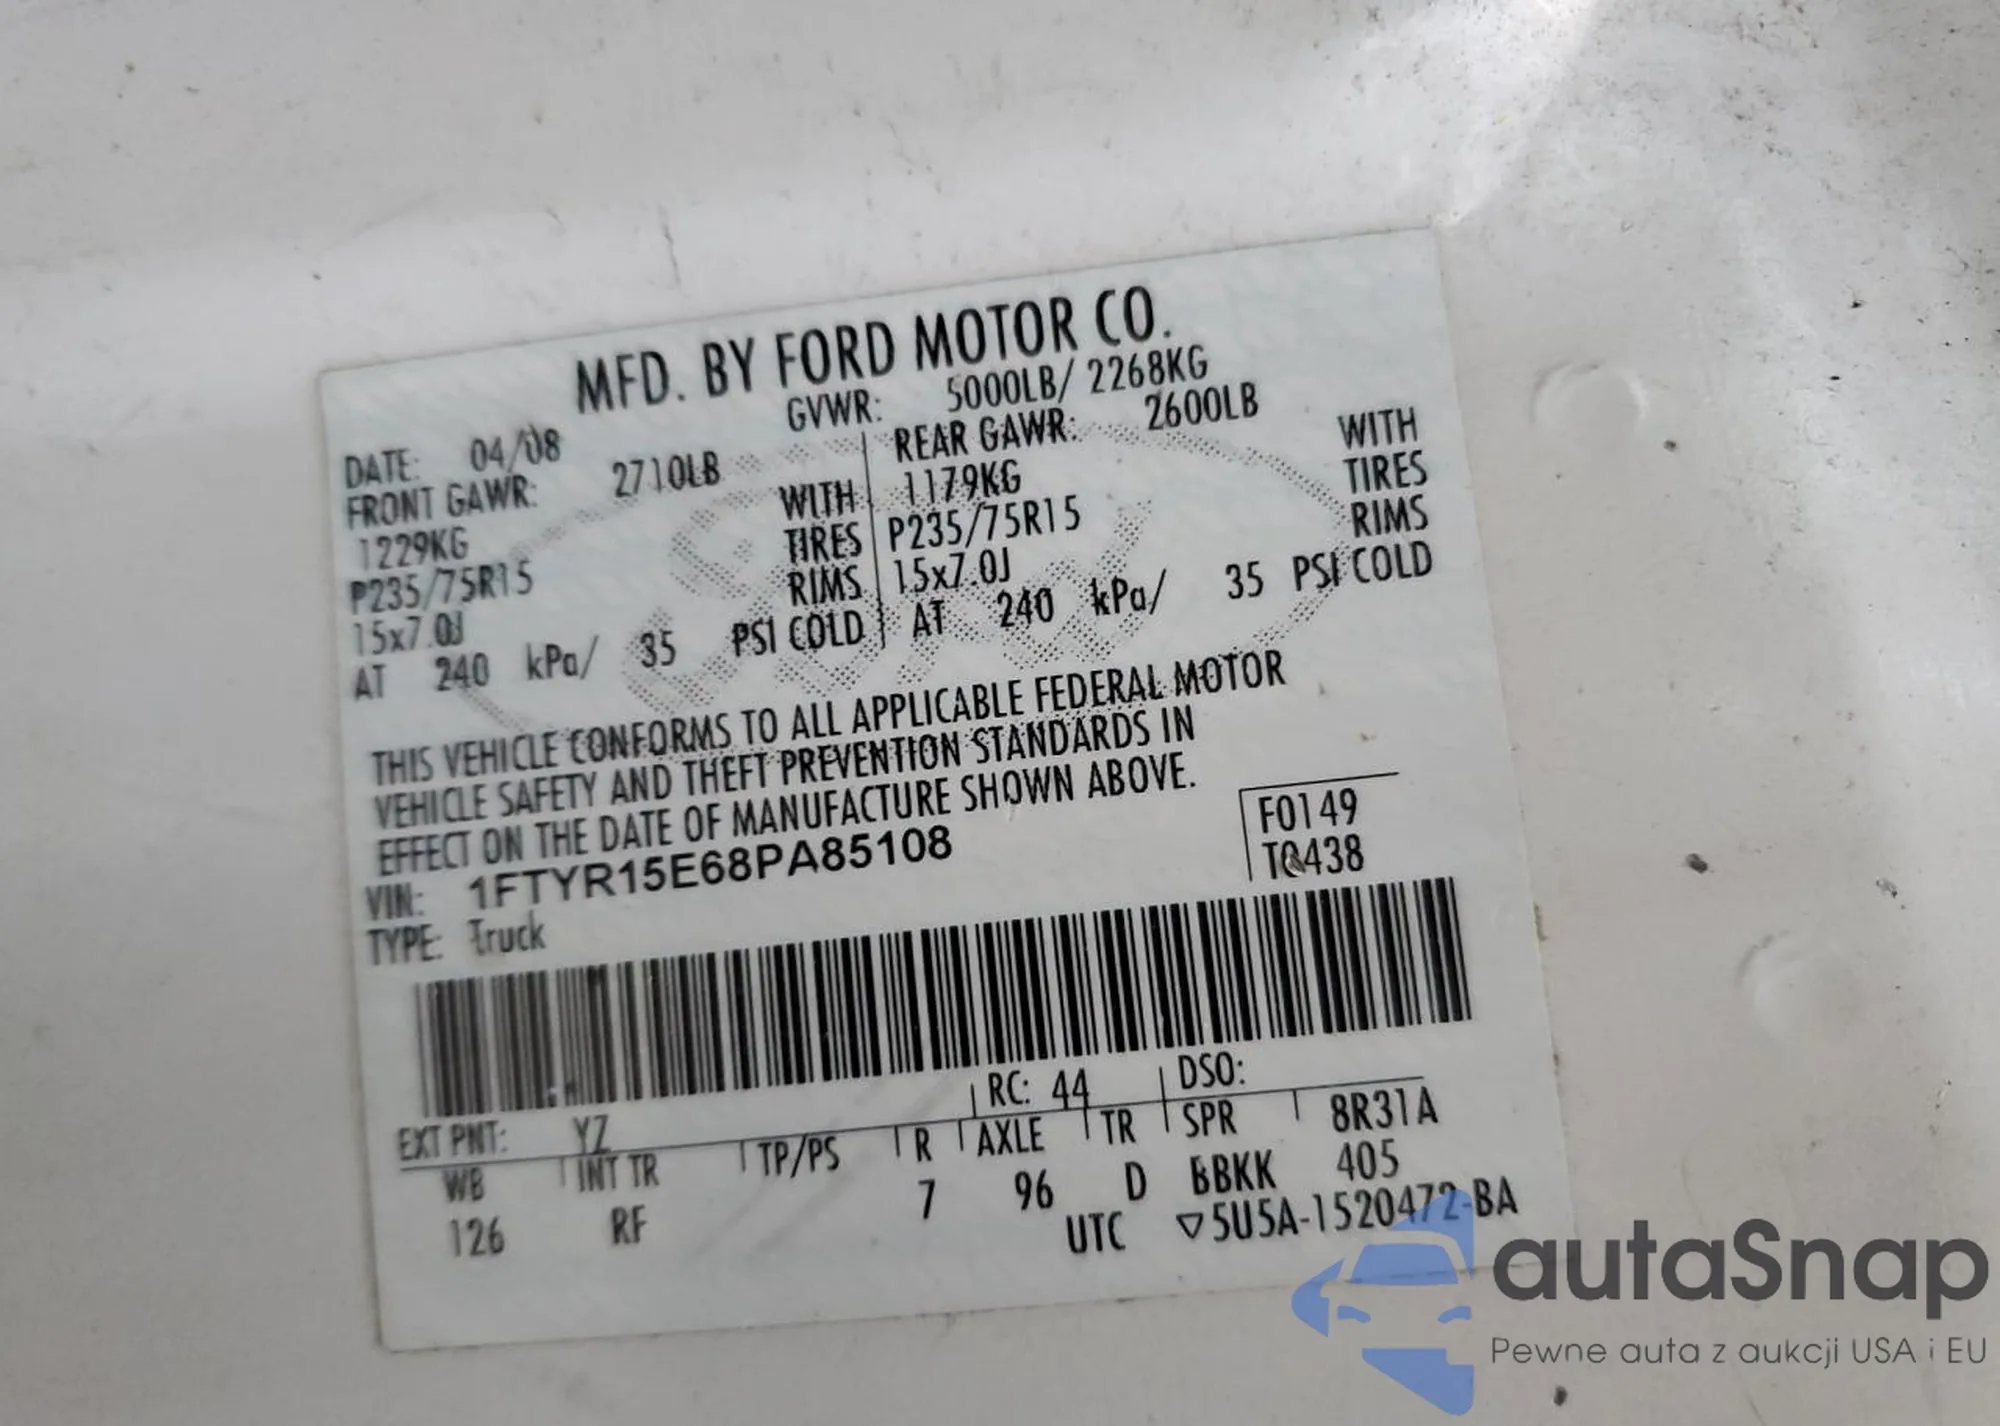 MFD. BY FORD MOTOR CO.
DATE: 04/08 GVWR: 5000LB/ 2268KG
FRONT GAWR: 2710LB REAR GAWR: 2600LB
1229KG WITH 1179KG WITH
P235/75R15 TIRES P235/75R15 TIRES
15x7.0J RIMS 15x7.0J RIMS
AT 240 kPa/ 35 PSI COLD AT 240 kPa/ 35 PSI COLD
THIS VEHICLE CONFORMS TO ALL APPLICABLE FEDERAL MOTOR
VEHICLE SAFETY AND THEFT PREVENTION STANDARDS IN
EFFECT ON THE DATE OF MANUFACTURE SHOWN ABOVE.
VIN: 1FTYR15E68PA85108 F0149
TYPE: Truck T0438
EXT PNT: YZ RC: 44 DSO:
WB INT TR TP/PS R AXLE TR SPR 8R31A
126 RF 7 96 D BBKK 405
UTC ▽5U5A-1520472-BA
autaSnap
Pewne auta z aukcji USA i EU